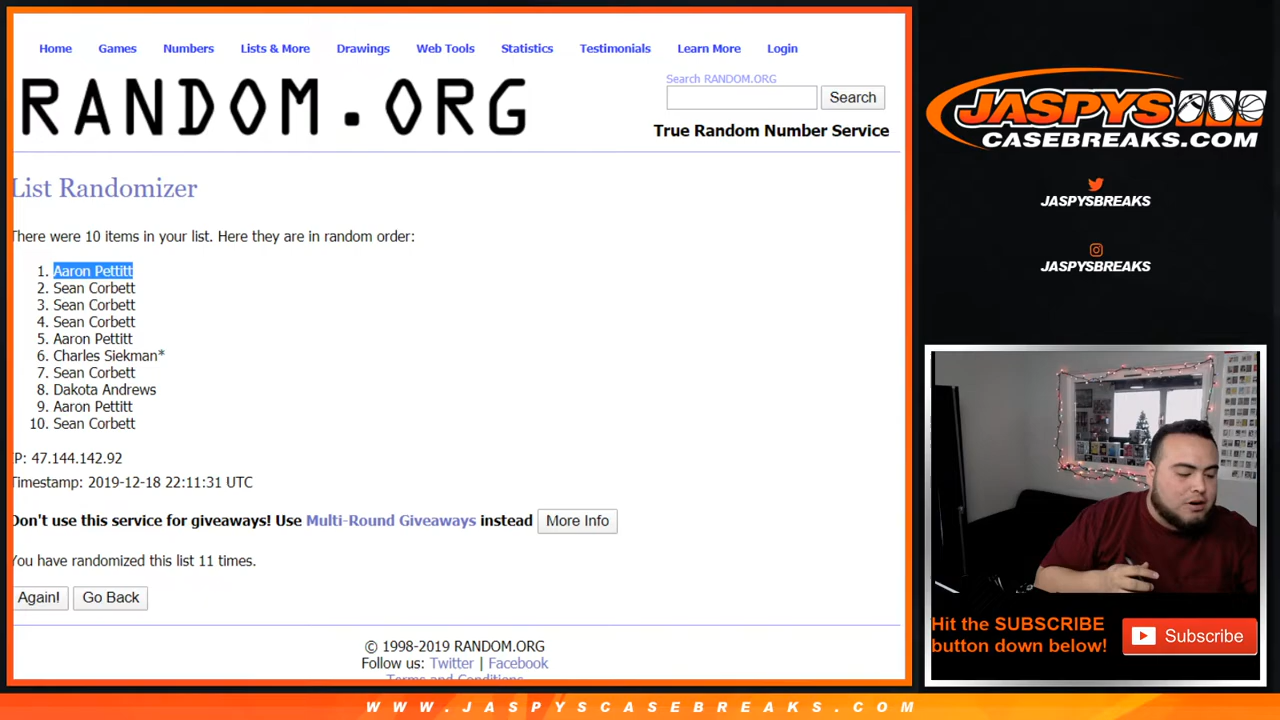 Home Games Numbers Lists & More Drawings Web Tools Statistics Testimonials Learn More Login
RANDOM.ORG
Search RANDOM.ORG
Search
True Random Number Service
List Randomizer
There were 10 items in your list. Here they are in random order:
1. Aaron Pettitt
2. Sean Corbett
3. Sean Corbett
4. Sean Corbett
5. Aaron Pettitt
6. Charles Siekman*
7. Sean Corbett
8. Dakota Andrews
9. Aaron Pettitt
10. Sean Corbett
IP: 47.144.142.92
Timestamp: 2019-12-18 22:11:31 UTC
Don't use this service for giveaways! Use Multi-Round Giveaways instead More Info
You have randomized this list 11 times.
Again! Go Back
© 1998-2019 RANDOM.ORG
Follow us: Twitter | Facebook
Terms and Conditions
JASPYS
CASEBREAKS.COM
JASPYSBREAKS
JASPYSBREAKS
Hit the SUBSCRIBE
button down below!
Subscribe
WWW.JASPYSCASEBREAKS.COM